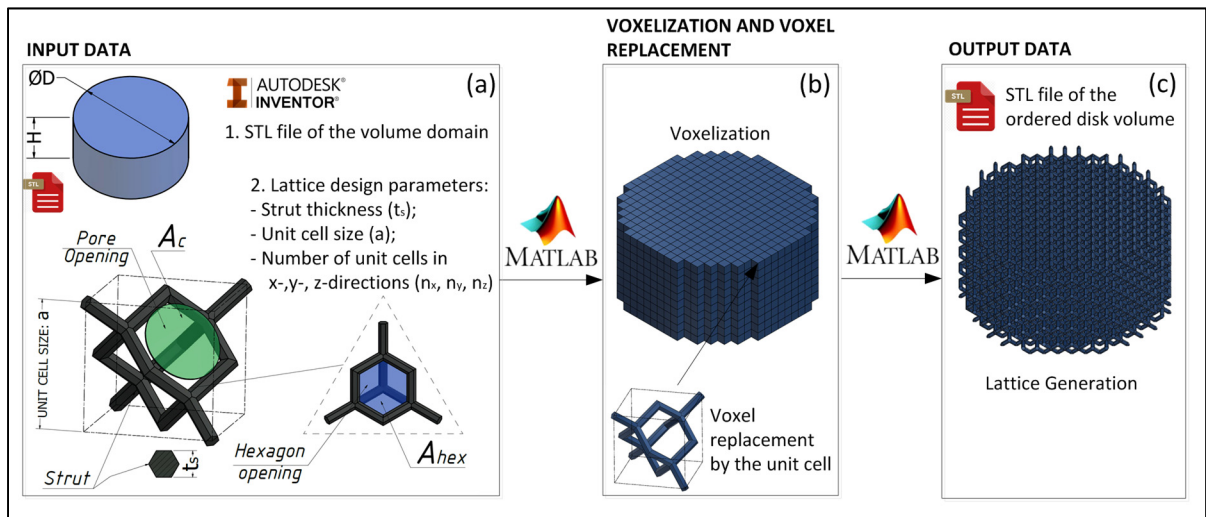 INPUT DATA
(a)
ØD
H
STL
AUTODESK®
INVENTOR®
1. STL file of the volume domain
2. Lattice design parameters:
- Strut thickness (ts);
- Unit cell size (a);
- Number of unit cells in
x-,y-, z-directions (nx, ny, nz)
Pore
Opening
Ac
UNIT CELL SIZE: a
Strut
ts
Hexagon
opening
Ahex
MATLAB
VOXELIZATION AND VOXEL
REPLACEMENT
(b)
Voxelization
Voxel
replacement
by the unit cell
MATLAB
OUTPUT DATA
(c)
STL
STL file of the
ordered disk volume
Lattice Generation